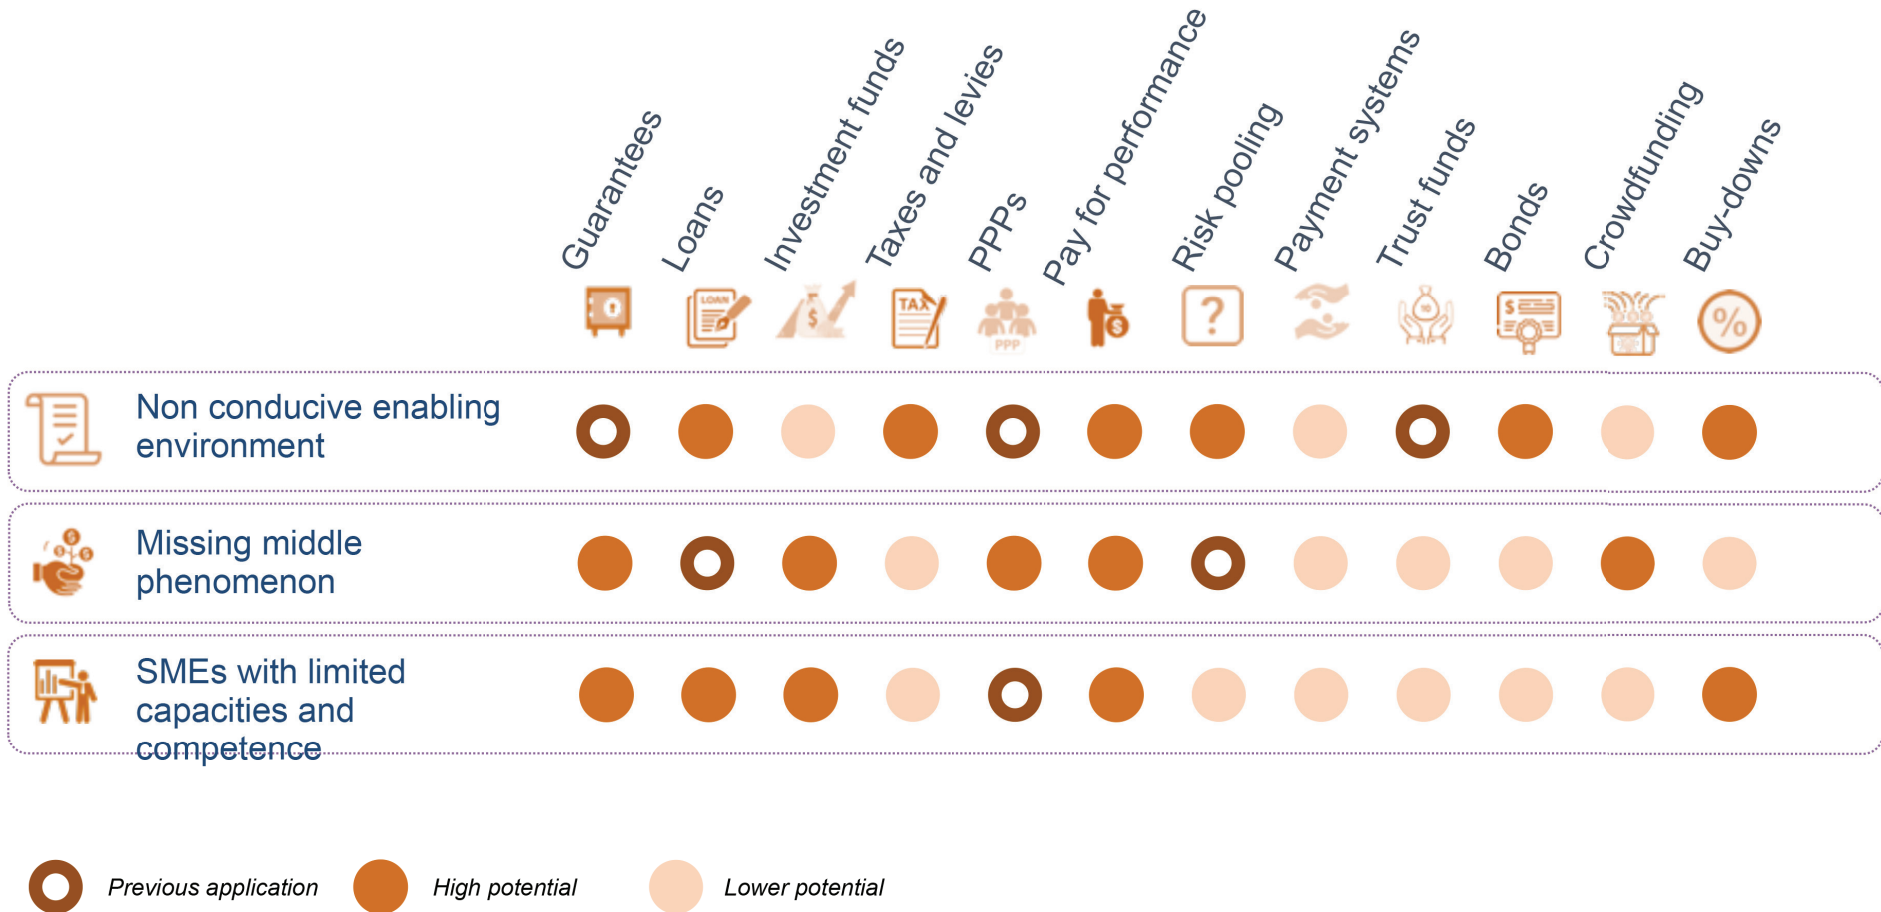 Guarantees
Loans
Investment funds
Taxes and levies
PPPs
Pay for performance
Risk pooling
Payment systems
Trust funds
Bonds
Crowdfunding
Buy-downs
LOAN
$
TAX
PPP
$
?
$
%
Non conducive enabling
environment
Missing middle
phenomenon
SMEs with limited
capacities and
competence
Previous application
High potential
Lower potential